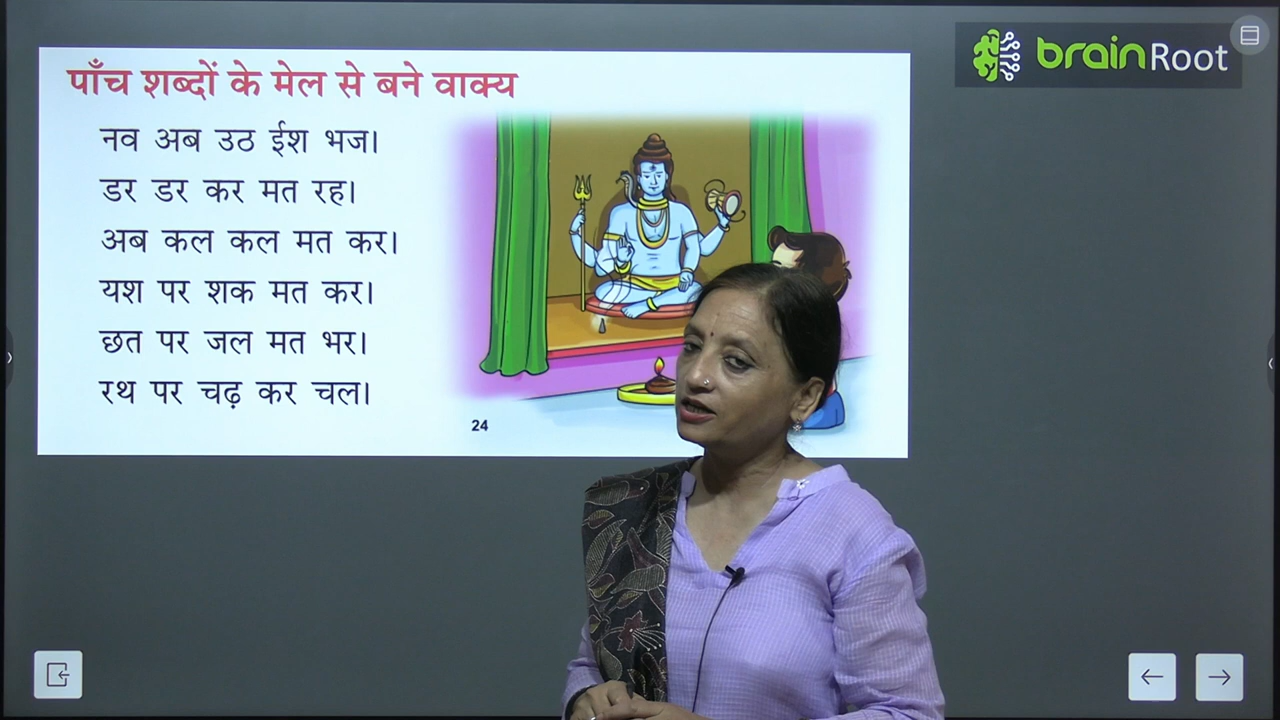 brainRoot
पाँच शब्दों के मेल से बने वाक्य
नव अब उठ ईश भज।
डर डर कर मत रह।
अब कल कल मत कर।
यश पर शक मत कर।
छत पर जल मत भर।
रथ पर चढ़ कर चल।
24